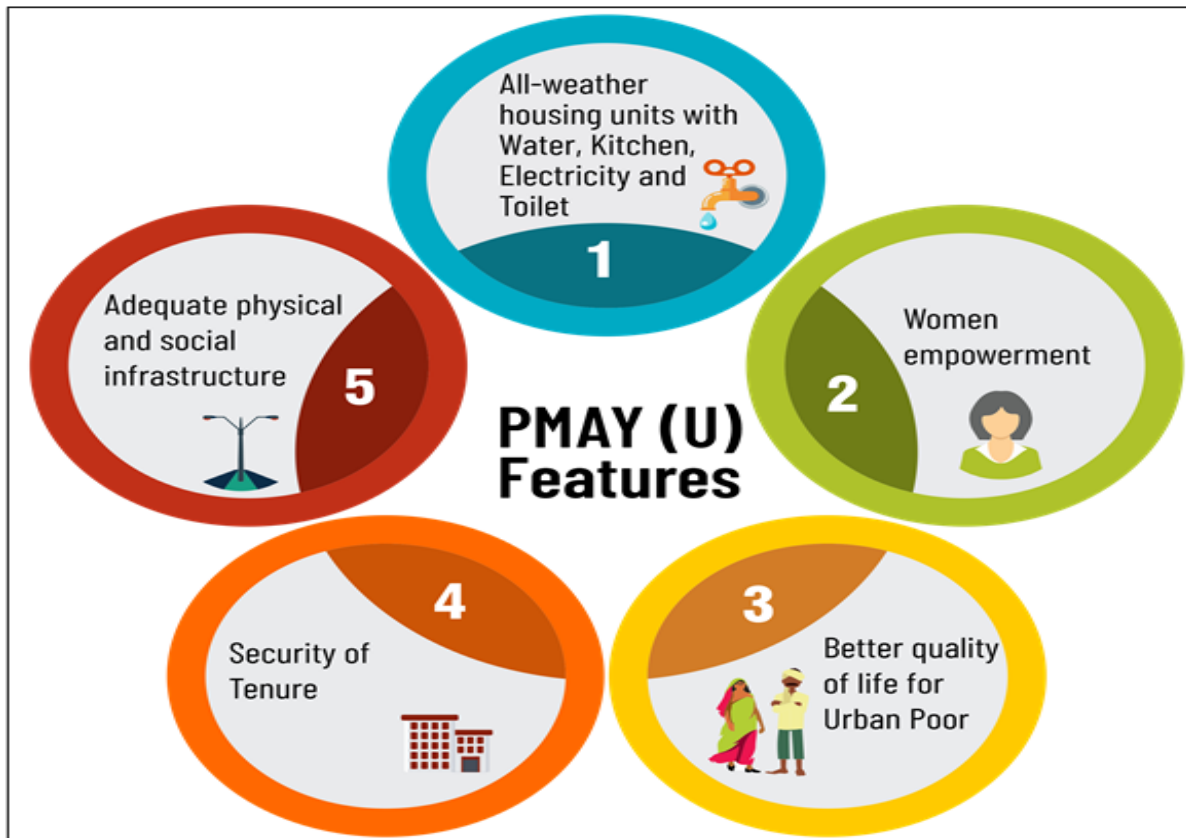 All-weather
housing units with
Water, Kitchen,
Electricity and
Toilet
1
Women
empowerment
2
Better quality
of life for
Urban Poor
3
Security of
Tenure
4
Adequate physical
and social
infrastructure
5
PMAY (U)
Features